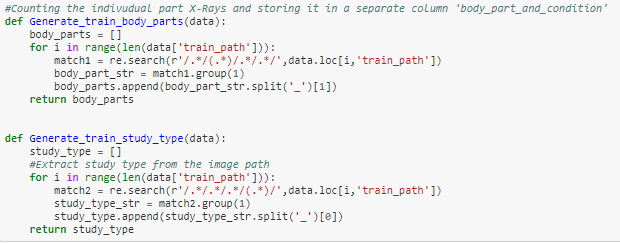 #Counting the indivudual part X-Rays and storing it in a separate column 'body_part_and_condition'
def Generate_train_body_parts(data):
    body_parts = []
    for i in range(len(data['train_path'])):
        match1 = re.search(r'/.*/(.*)/.*/.*/',data.loc[i,'train_path'])
        body_part_str = match1.group(1)
        body_parts.append(body_part_str.split('_')[1])
    return body_parts
def Generate_train_study_type(data):
    study_type = []
    #Extract study type from the image path
    for i in range(len(data['train_path'])):
        match2 = re.search(r'/.*/.*/.*/(.*)/',data.loc[i,'train_path'])
        study_type_str = match2.group(1)
        study_type.append(study_type_str.split('_')[0])
    return study_type